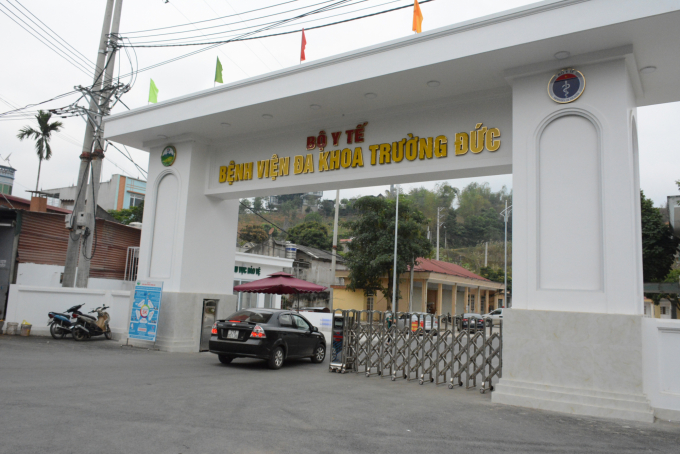 BỘ Y TẾ
BỆNH VIỆN ĐA KHOA TRƯỜNG ĐỨC